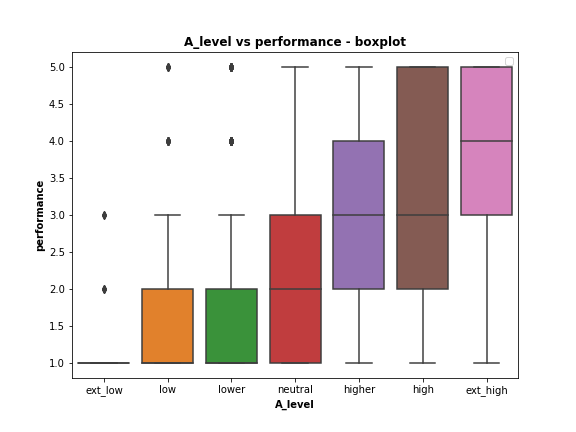 A_level vs performance - boxplot
5.0
4.5
4.0
3.5
3.0
2.5
2.0
1.5
1.0
performance
ext_low low lower neutral higher high ext_high
A_level